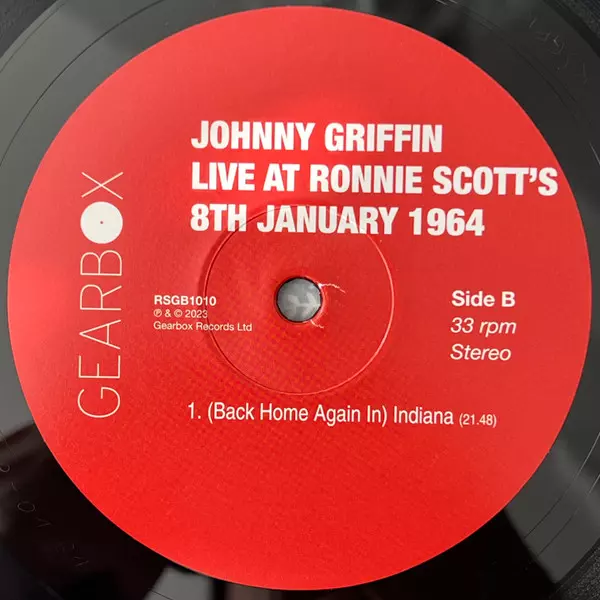 JOHNNY GRIFFIN
LIVE AT RONNIE SCOTT'S
8TH JANUARY 1964
GEARBOX
RSGB1010
℗ & © 2023
Gearbox Records Ltd
Side B
33 rpm
Stereo
1. (Back Home Again In) Indiana (21.48)